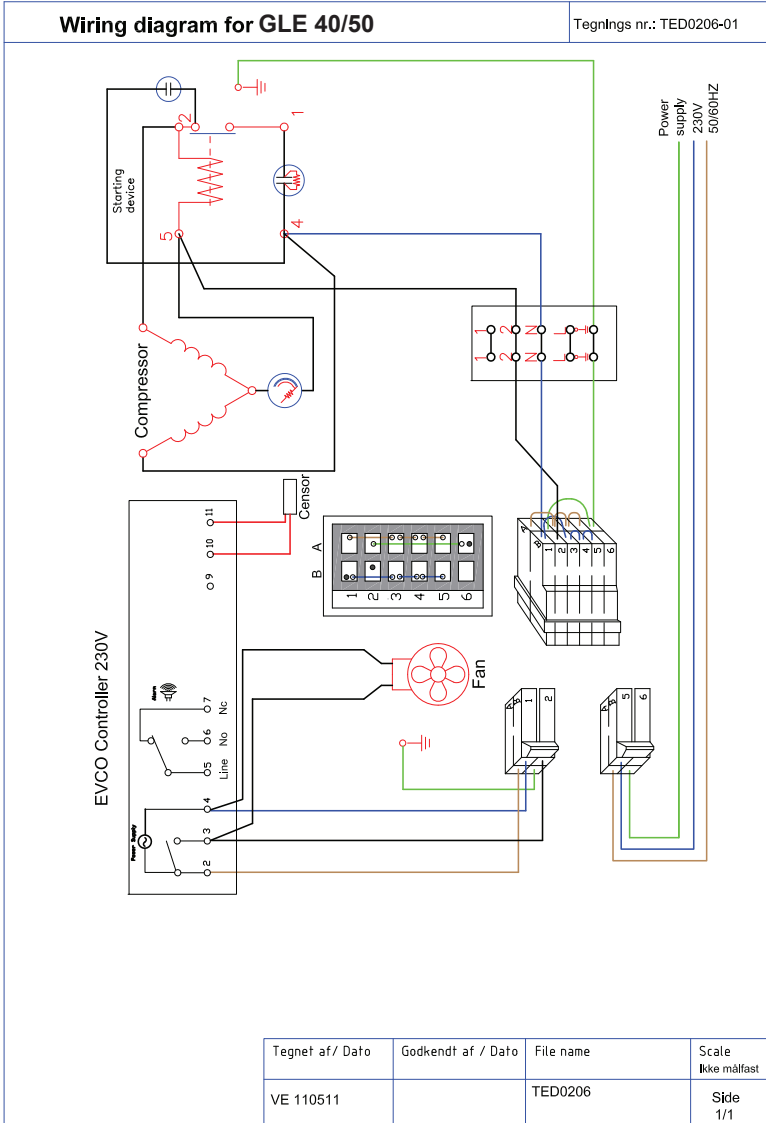 Wiring diagram for GLE 40/50
Tegnings nr.: TED0206-01
Power
supply
230V
50/60HZ
2
1
Starting
device
5
4
Compressor
1 2 N L
1 2 N L
Censor
11
10
9
A
B
1 2 3 4 5 6
A
B
1
2
3
4
5
6
EVCO Controller 230V
Alarm
7 Nc
6 No
5 Line
4
3
2
Power Supply
Fan
A
B
1
2
A
B
5
6
Tegnet af/ Dato
Godkendt af / Dato
File name
Scale
Ikke målfast
VE 110511
TED0206
Side
1/1